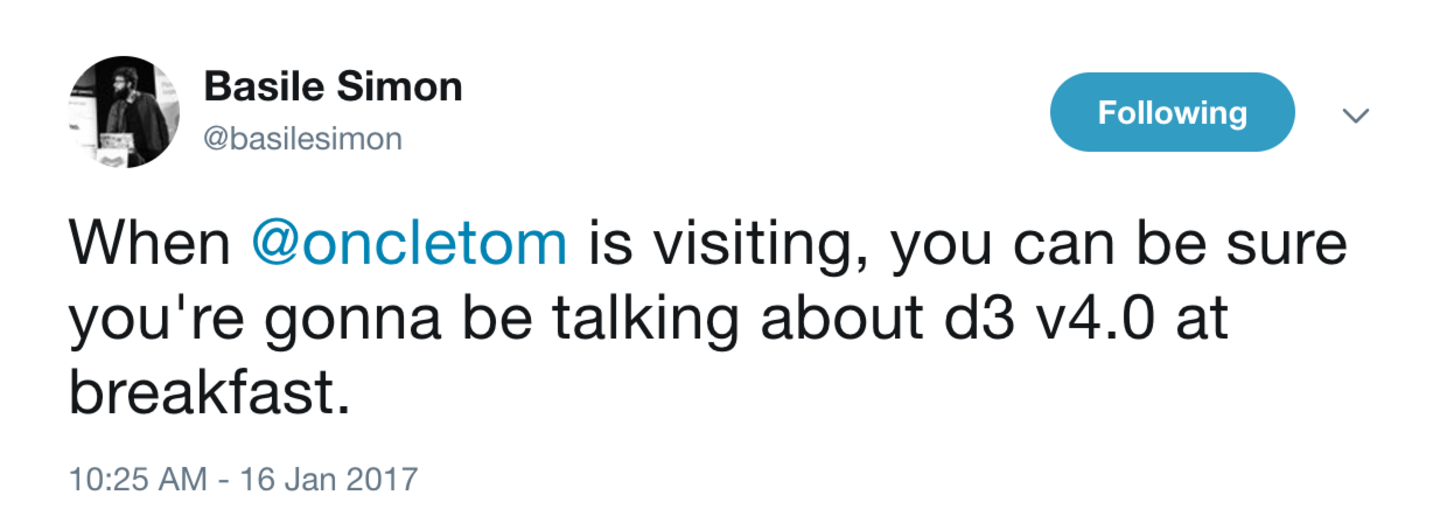 Basile Simon
@basilesimon
Following
When @oncletom is visiting, you can be sure
you're gonna be talking about d3 v4.0 at
breakfast.
10:25 AM - 16 Jan 2017